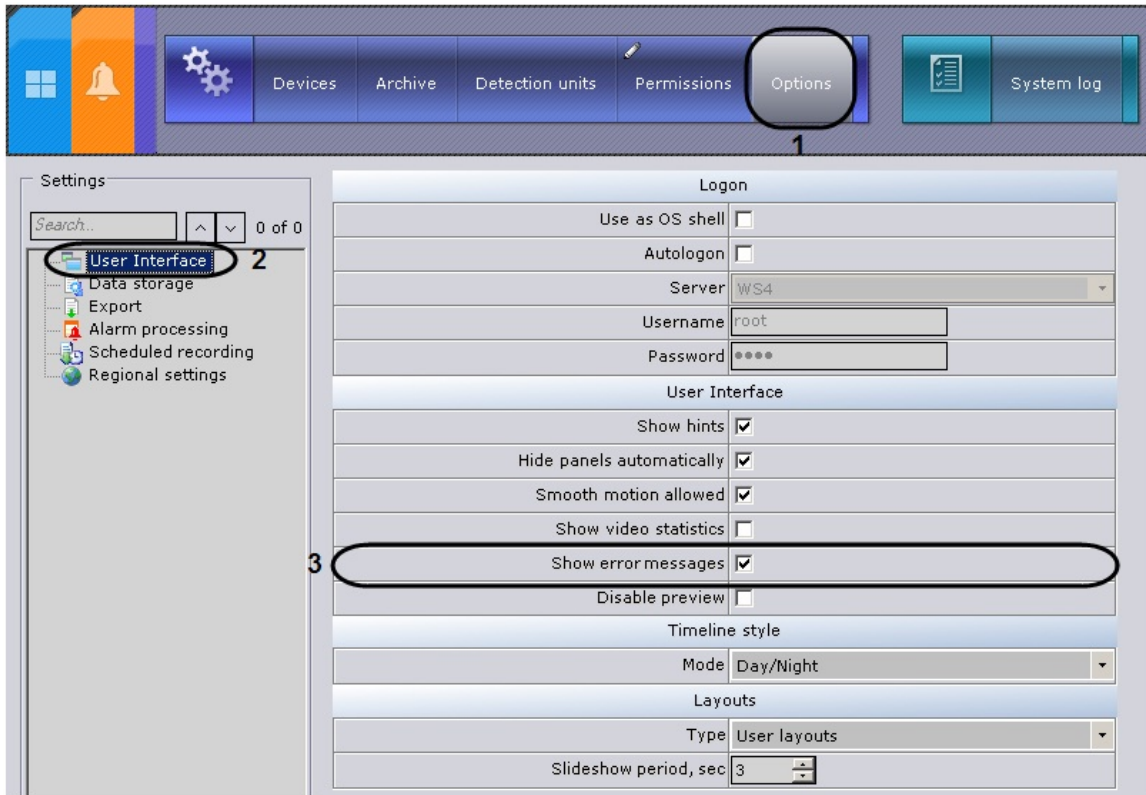 Devices Archive Detection units Permissions Options System log
1
Settings
Search... 0 of 0
User Interface 2
Data storage
Export
Alarm processing
Scheduled recording
Regional settings
Logon
Use as OS shell
Autologon
Server WS4
Username root
Password ••••
User Interface
Show hints
Hide panels automatically
Smooth motion allowed
Show video statistics
3 Show error messages
Disable preview
Timeline style
Mode Day/Night
Layouts
Type User layouts
Slideshow period, sec 3